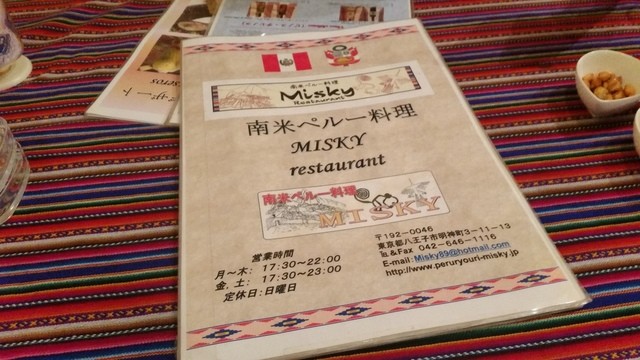 南米ペルー料理
Misky
Restaurant
南米ペルー料理
MISKY
restaurant
南米ペルー料理
MISKY
営業時間
月～木： 17:30～22:00
金, 土： 17:30～23:00
定休日：日曜日
〒192－0046
東京都八王子市明神町3－11－13
℡＆Fax 042－646－1116
E-mail: Misky89@hotmail.com
http://www.peruryouri-misky.jp